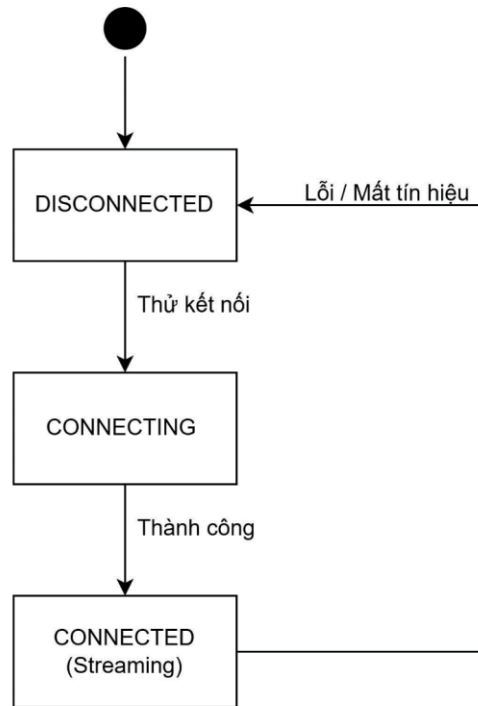 DISCONNECTED
Lỗi / Mất tín hiệu
Thử kết nối
CONNECTING
Thành công
CONNECTED
(Streaming)